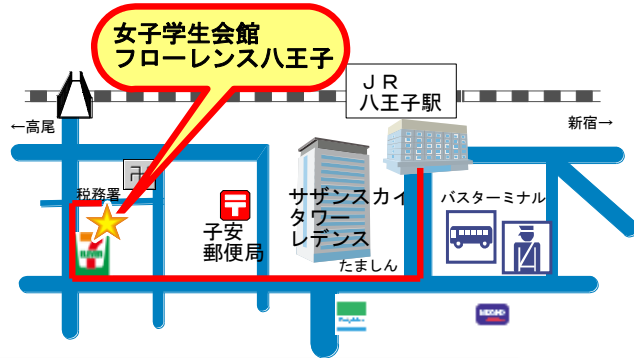 女子学生会館
フローレンス八王子
JR
八王子駅
←高尾
新宿→
卍
税務署
〒
子安
郵便局
サザンスカイ
タワー
レデンス
バスターミナル
たましん